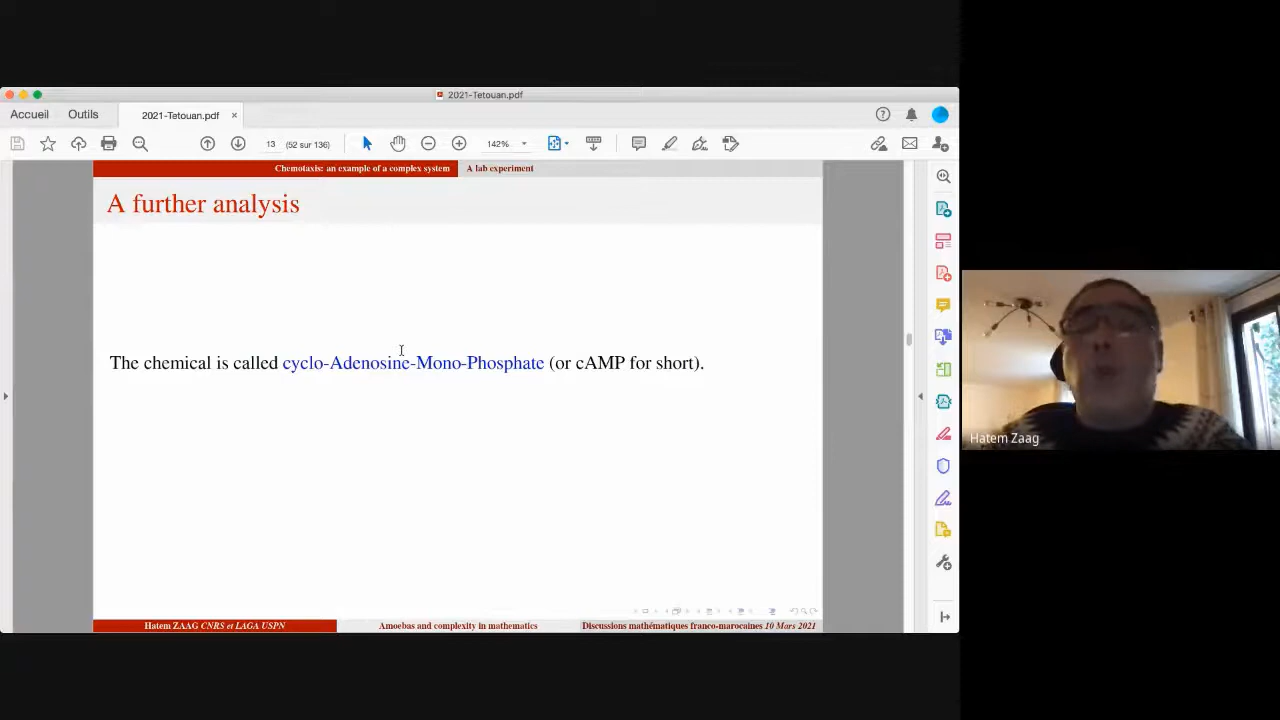 2021-Tetouan.pdf
Accueil Outils 2021-Tetouan.pdf ×
13 (52 sur 136) 142%
Chemotaxis: an example of a complex system A lab experiment
A further analysis
The chemical is called cyclo-Adenosine-Mono-Phosphate (or cAMP for short).
Hatem ZAAG CNRS et LAGA USPN Amoebas and complexity in mathematics Discussions mathématiques franco-marocaines 10 Mars 2021
Hatem Zaag